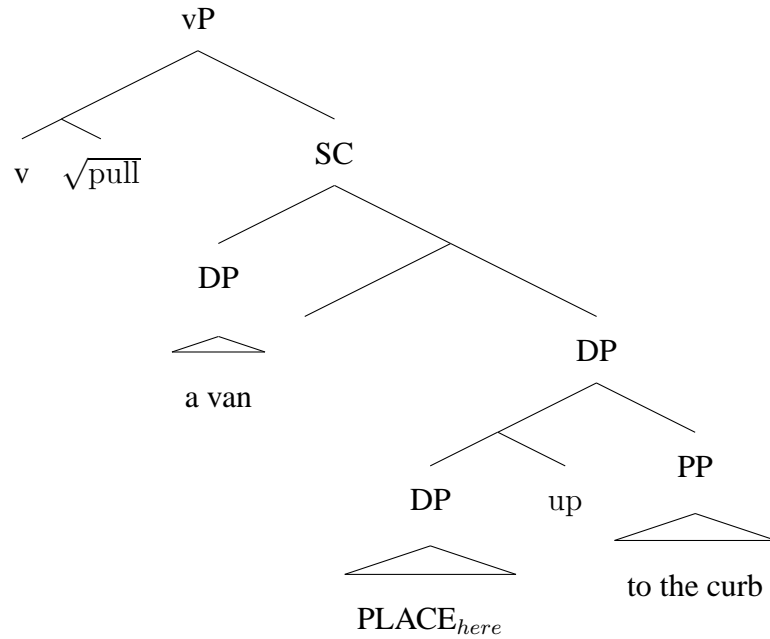 vP
v √pull
SC
DP
a van
DP
DP up
PP
PLACE_here
to the curb